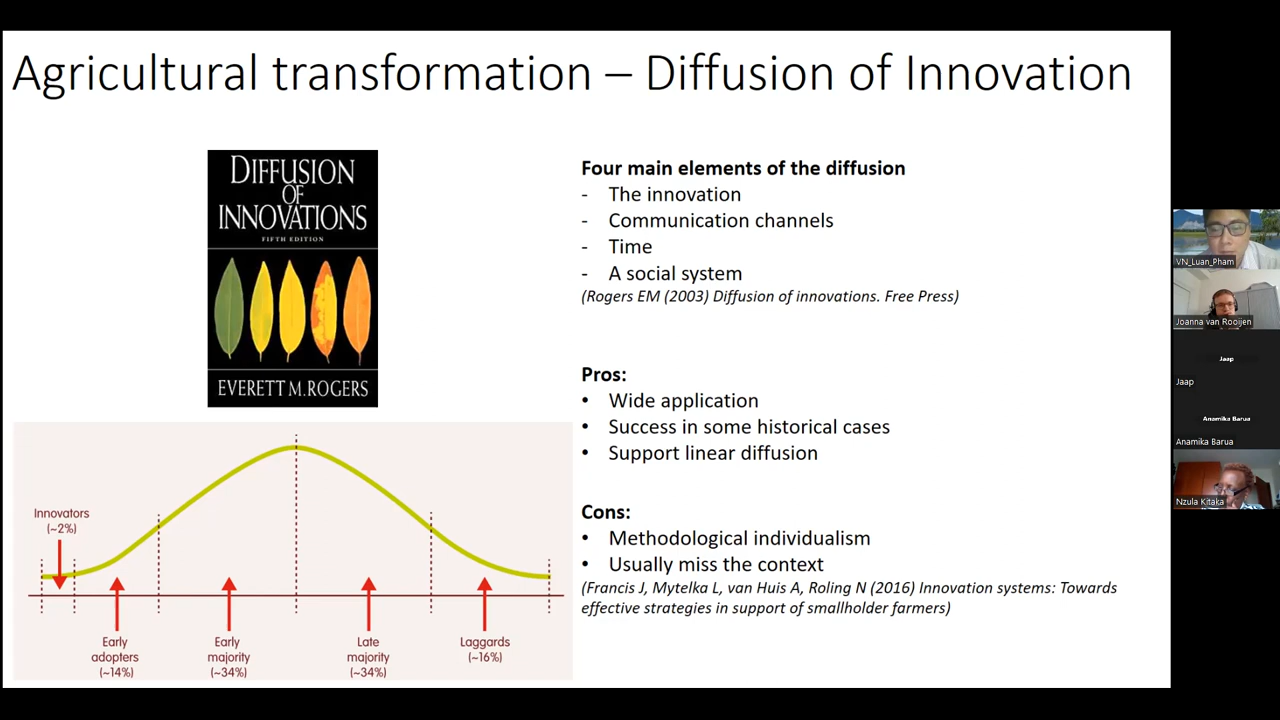 Agricultural transformation – Diffusion of Innovation
DIFFUSION
OF
INNOVATIONS
FIFTH EDITION
EVERETT M. ROGERS
Innovators
(~2%)
Early
adopters
(~14%)
Early
majority
(~34%)
Late
majority
(~34%)
Laggards
(~16%)
Four main elements of the diffusion
- The innovation
- Communication channels
- Time
- A social system
(Rogers EM (2003) Diffusion of innovations. Free Press)
Pros:
• Wide application
• Success in some historical cases
• Support linear diffusion
Cons:
• Methodological individualism
• Usually miss the context
(Francis J, Mytelka L, van Huis A, Roling N (2016) Innovation systems: Towards
effective strategies in support of smallholder farmers)
VN_Luan_Pham
Joanna van Rooijen
Jaap
Jaap
Anamika Barua
Anamika Barua
Nzula Kitaka